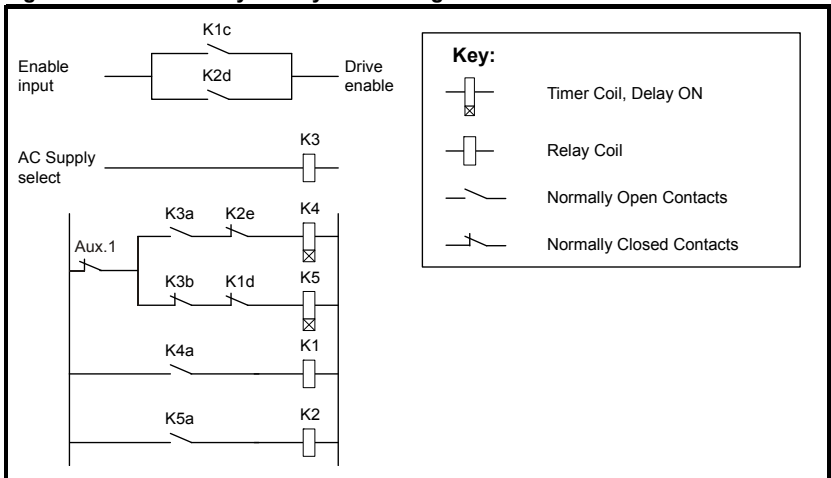 K1c
Enable
input
K2d
Drive
enable
K3
AC Supply
select
Aux.1
K3a
K2e
K4
K3b
K1d
K5
K4a
K1
K5a
K2
Key:
Timer Coil, Delay ON
Relay Coil
Normally Open Contacts
Normally Closed Contacts